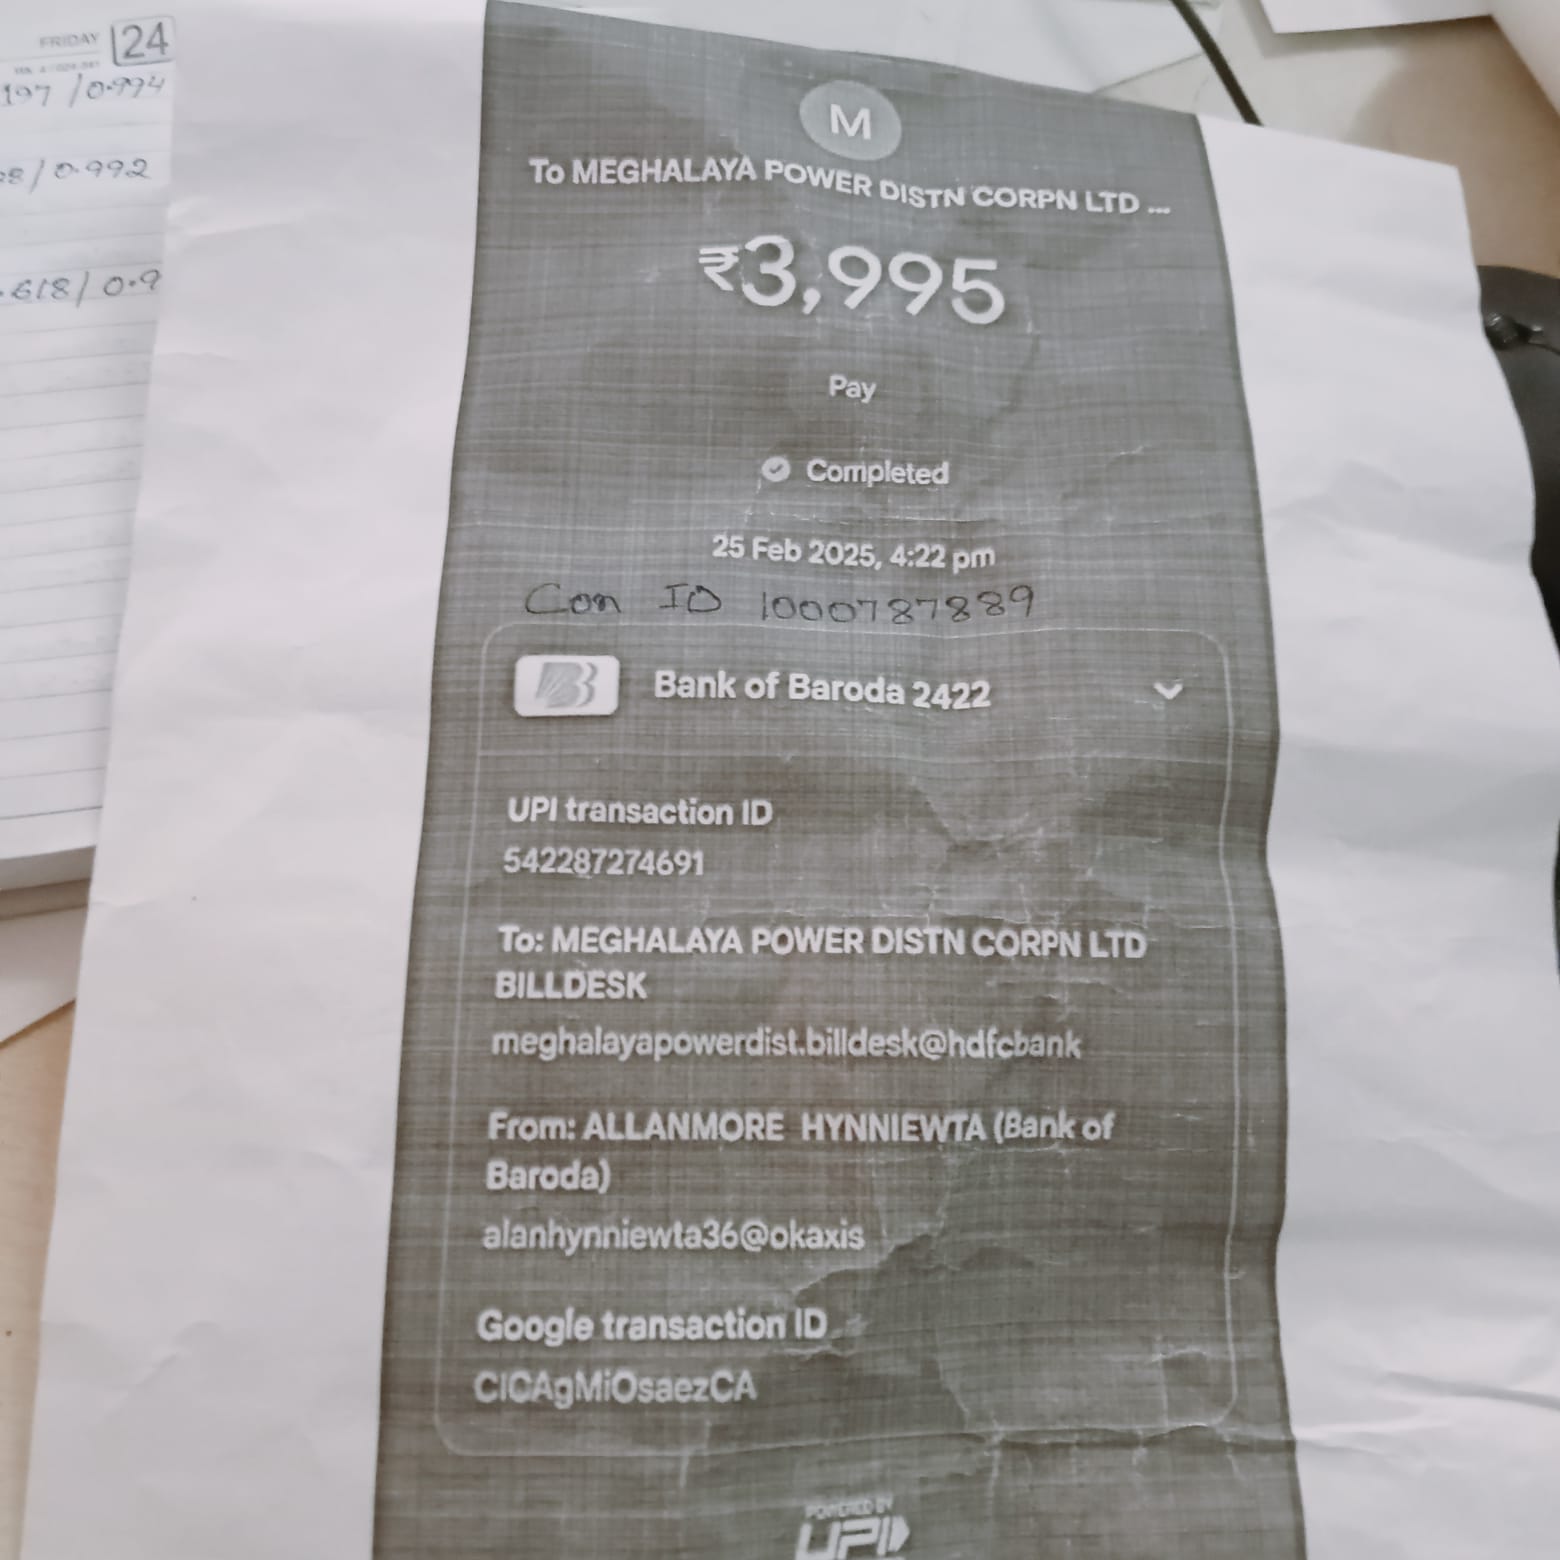 FRIDAY 24
197 / 0.994
/ 0.992
.618 / 0.9
M
To MEGHALAYA POWER DISTN CORPN LTD ...
₹3,995
Pay
Completed
25 Feb 2025, 4:22 pm
Con ID 1000787889
Bank of Baroda 2422
UPI transaction ID
542287274691
To: MEGHALAYA POWER DISTN CORPN LTD
BILLDESK
meghalayapowerdist.billdesk@hdfcbank
From: ALLANMORE HYNNIEWTA (Bank of
Baroda)
alanhynniewta36@okaxis
Google transaction ID
CICAgMiOsaezCA
POWERED BY
UPI